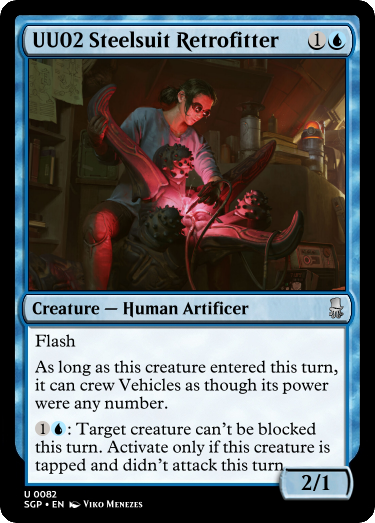 UU02 Steelsuit Retrofitter 1
Creature — Human Artificer
Flash
As long as this creature entered this turn,
it can crew Vehicles as though its power
were any number.
1 : Target creature can't be blocked
this turn. Activate only if this creature is
tapped and didn't attack this turn.
2/1
U 0082
SGP • EN Viko Menezes